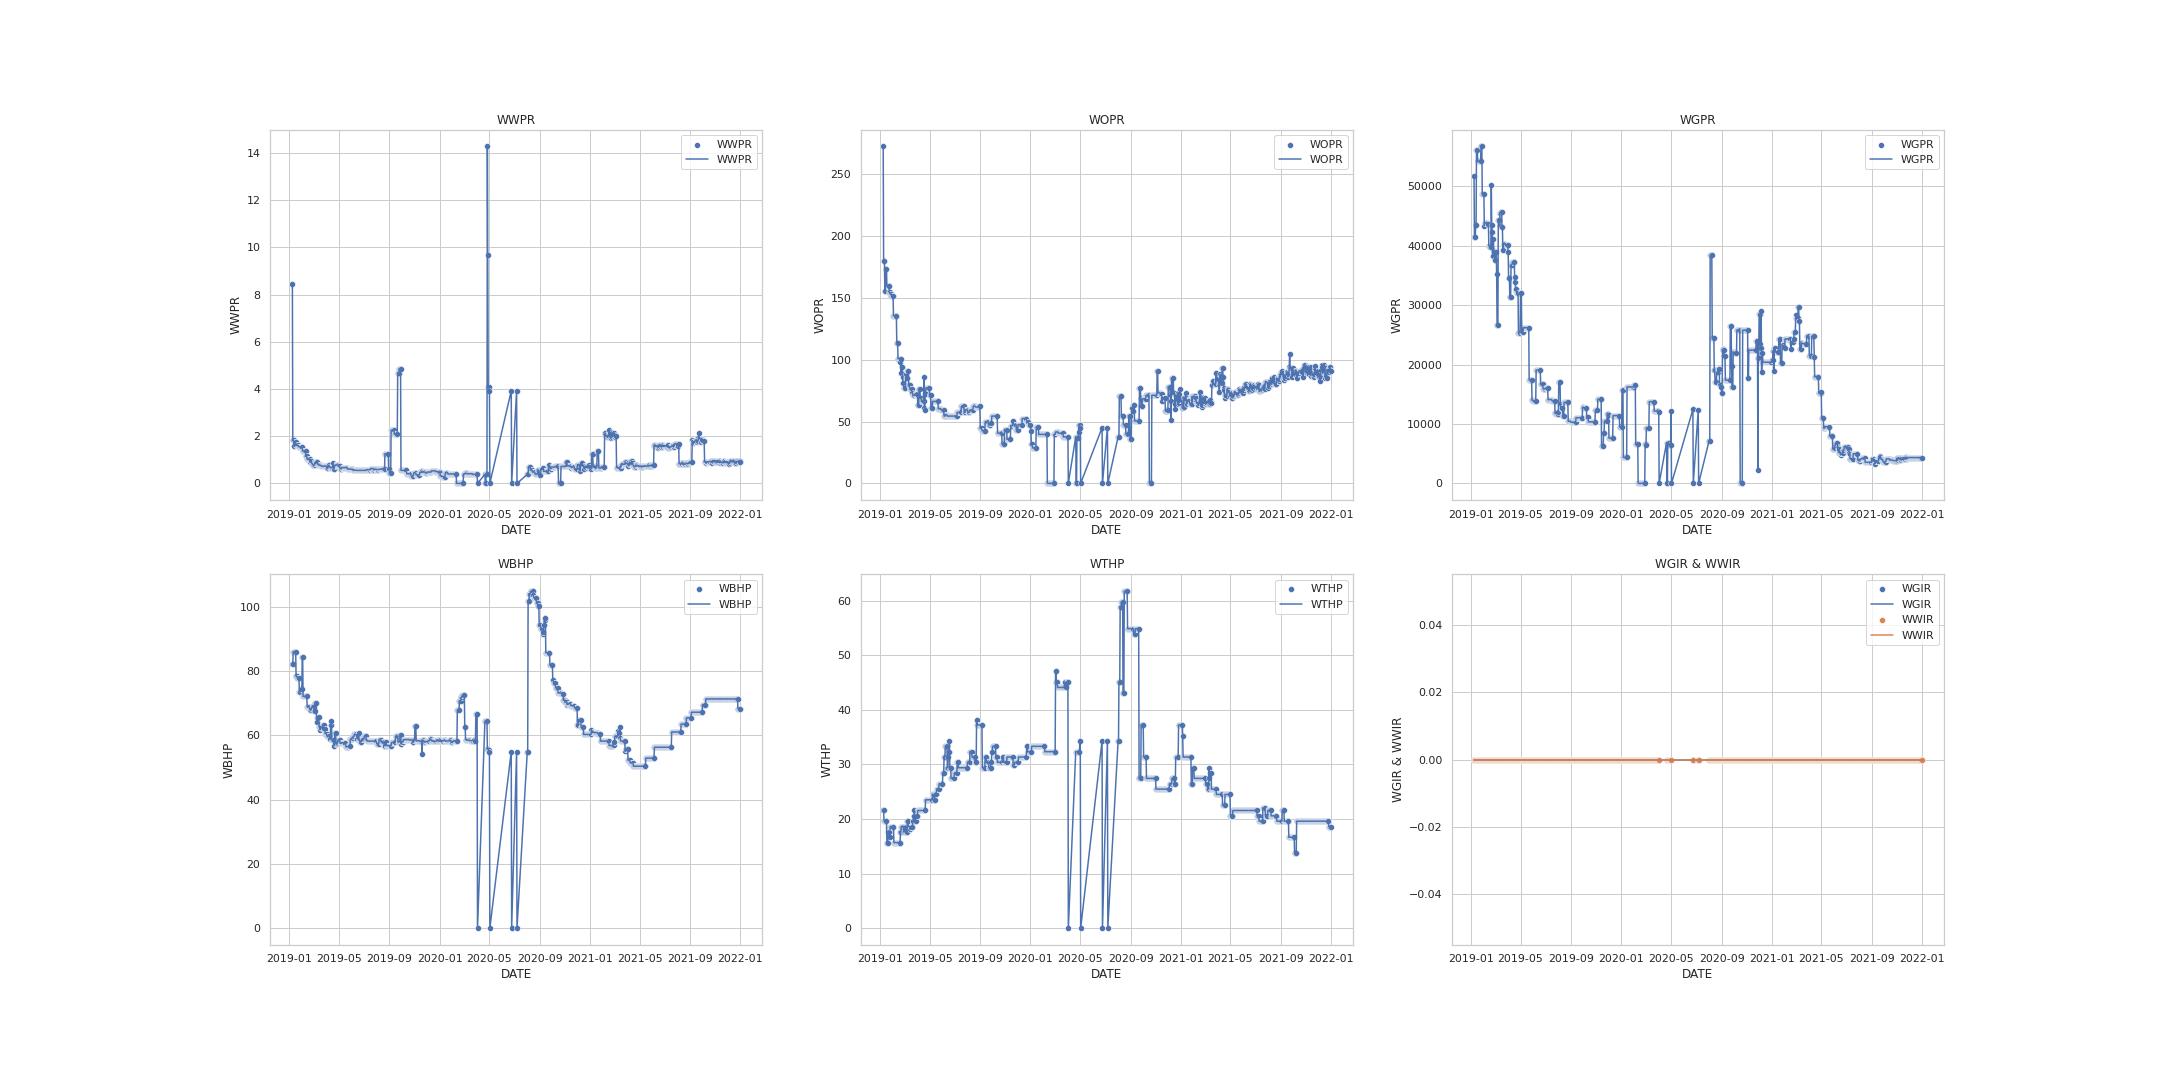 WWPR
WWPR
WWPR
14
12
10
8
6
4
2
0
WWPR
2019-01 2019-05 2019-09 2020-01 2020-05 2020-09 2021-01 2021-05 2021-09 2022-01
DATE
WOPR
WOPR
WOPR
250
200
150
100
50
0
WOPR
2019-01 2019-05 2019-09 2020-01 2020-05 2020-09 2021-01 2021-05 2021-09 2022-01
DATE
WGPR
WGPR
WGPR
50000
40000
30000
20000
10000
0
WGPR
2019-01 2019-05 2019-09 2020-01 2020-05 2020-09 2021-01 2021-05 2021-09 2022-01
DATE
WBHP
WBHP
WBHP
100
80
60
40
20
0
WBHP
2019-01 2019-05 2019-09 2020-01 2020-05 2020-09 2021-01 2021-05 2021-09 2022-01
DATE
WTHP
WTHP
WTHP
60
50
40
30
20
10
0
WTHP
2019-01 2019-05 2019-09 2020-01 2020-05 2020-09 2021-01 2021-05 2021-09 2022-01
DATE
WGIR & WWIR
WGIR
WGIR
WWIR
WWIR
0.04
0.02
0.00
−0.02
−0.04
WGIR & WWIR
2019-01 2019-05 2019-09 2020-01 2020-05 2020-09 2021-01 2021-05 2021-09 2022-01
DATE